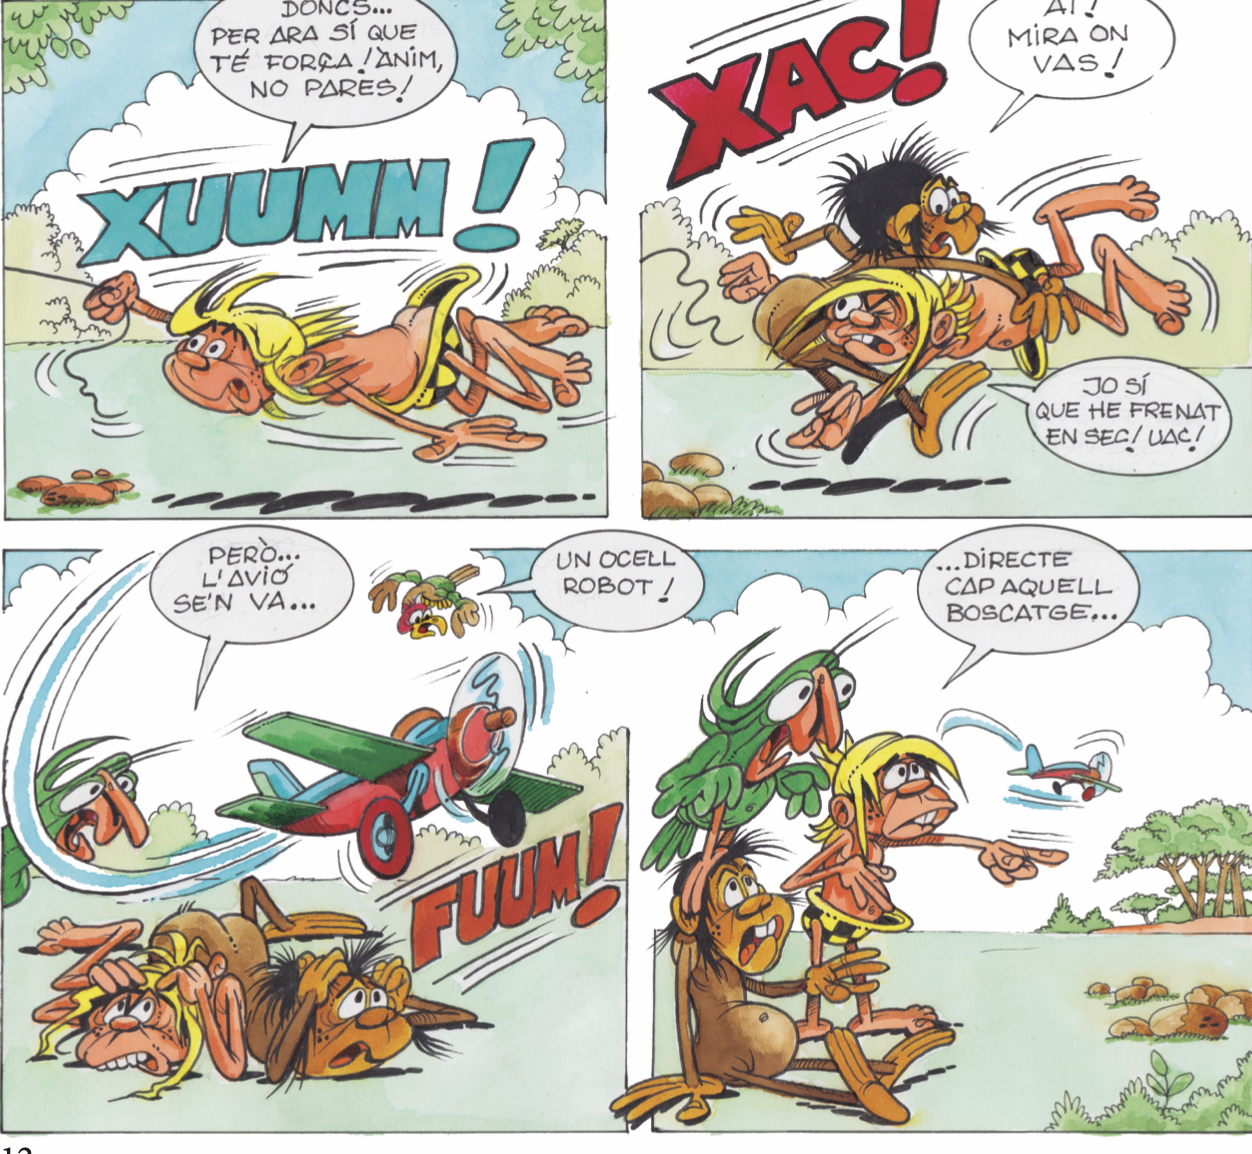 DONCS...
PER ARA SÍ QUE
TÉ FORÇA! ÀNIM,
NO PARES!
XUUMM!
XAC!
AI!
MIRA ON
VAS!
JO SÍ
QUE HE FRENAT
EN SEC! UAC!
PERÒ...
L'AVIÓ
SE'N VA...
UN OCELL
ROBOT!
FUUM!
...DIRECTE
CAP AQUELL
BOSCATGE...